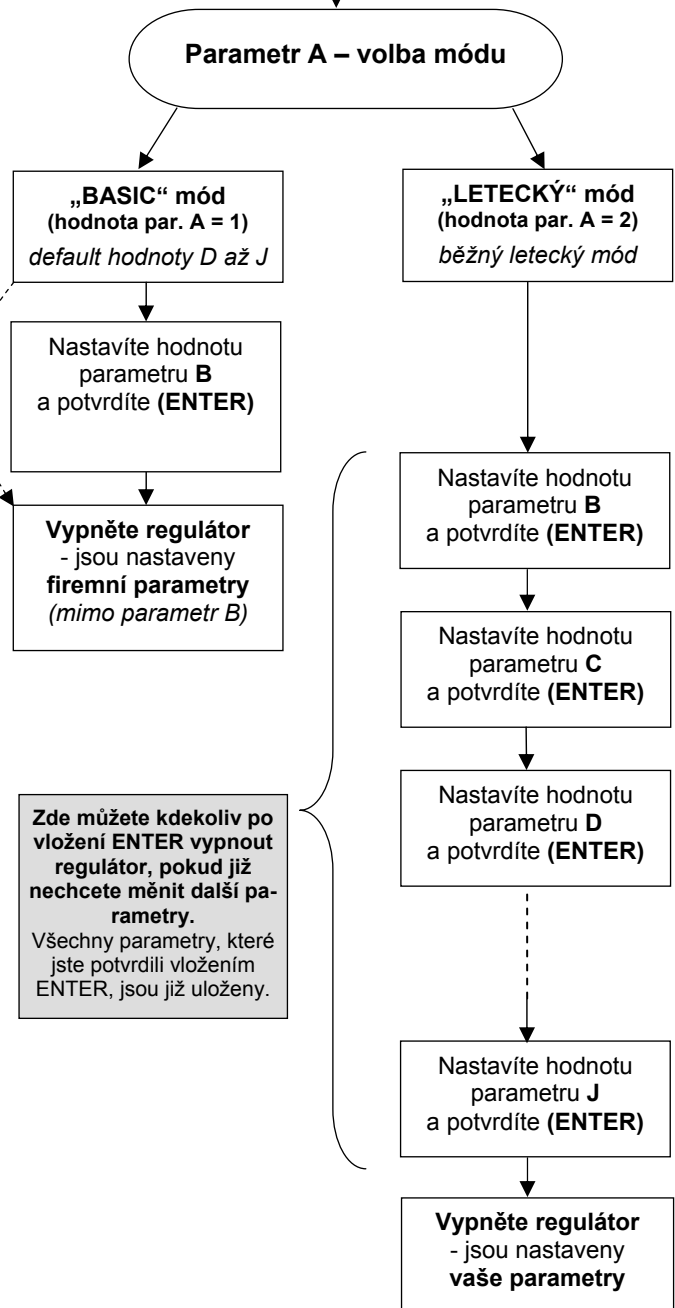 Parametr A – volba módu
„BASIC“ mód
(hodnota par. A = 1)
default hodnoty D až J
Nastavíte hodnotu
parametru B
a potvrdíte (ENTER)
Vypněte regulátor
- jsou nastaveny
firemní parametry
(mimo parametr B)
„LETECKÝ“ mód
(hodnota par. A = 2)
běžný letecký mód
Nastavíte hodnotu
parametru B
a potvrdíte (ENTER)
Nastavíte hodnotu
parametru C
a potvrdíte (ENTER)
Nastavíte hodnotu
parametru D
a potvrdíte (ENTER)
Zde můžete kdekoliv po
vložení ENTER vypnout
regulátor, pokud již
nechcete měnit další pa-
rametry.
Všechny parametry, které
jste potvrdili vložením
ENTER, jsou již uloženy.
Nastavíte hodnotu
parametru J
a potvrdíte (ENTER)
Vypněte regulátor
- jsou nastaveny
vaše parametry